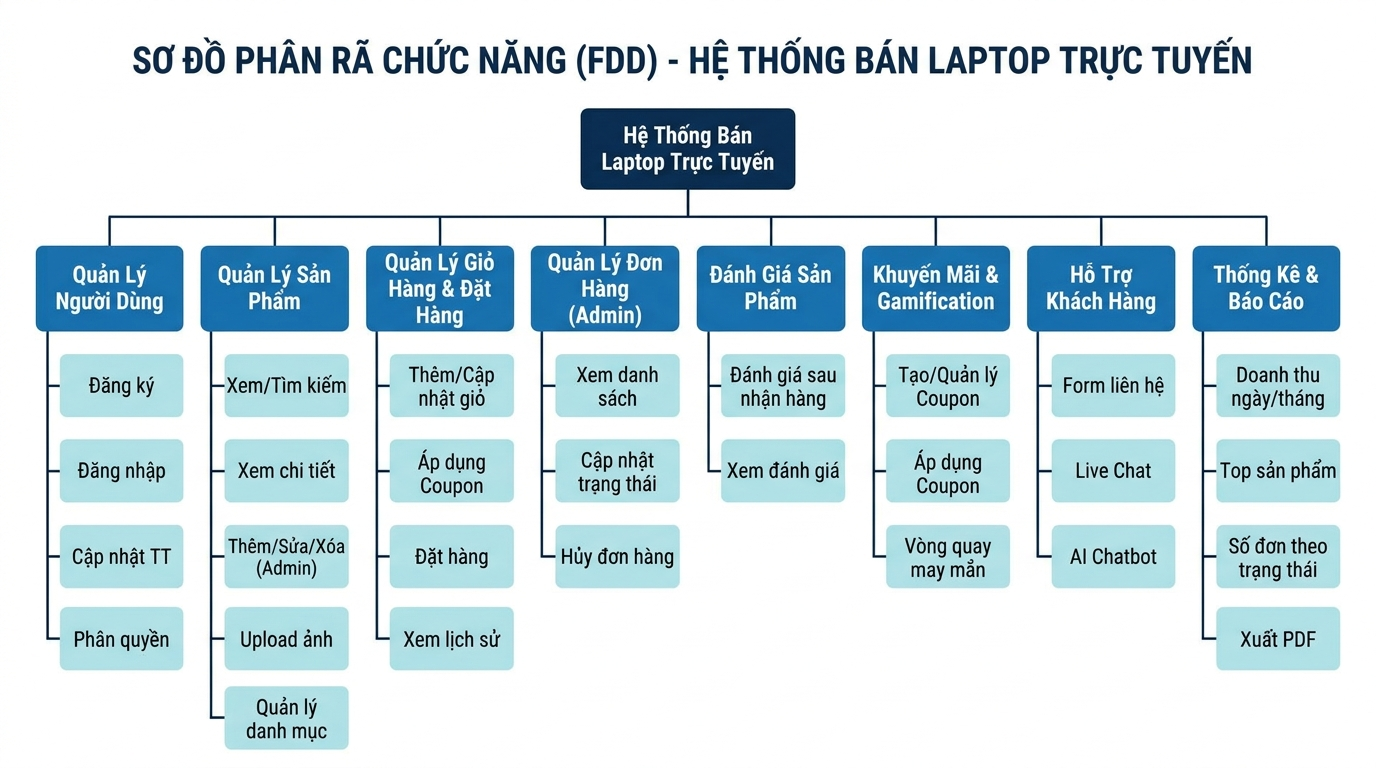 SƠ ĐỒ PHÂN RÃ CHỨC NĂNG (FDD) - HỆ THỐNG BÁN LAPTOP TRỰC TUYẾN
Hệ Thống Bán
Laptop Trực Tuyến
Quản Lý
Người Dùng
Đăng ký
Đăng nhập
Cập nhật TT
Phân quyền
Quản Lý Sản
Phẩm
Xem/Tìm kiếm
Xem chi tiết
Thêm/Sửa/Xóa
(Admin)
Upload ảnh
Quản lý
danh mục
Quản Lý Giỏ
Hàng & Đặt
Hàng
Thêm/Cập
nhật giỏ
Áp dụng
Coupon
Đặt hàng
Xem lịch sử
Quản Lý Đơn
Hàng
(Admin)
Xem danh
sách
Cập nhật
trạng thái
Hủy đơn hàng
Đánh Giá Sản
Phẩm
Đánh giá sau
nhận hàng
Xem đánh giá
Khuyến Mãi &
Gamification
Tạo/Quản lý
Coupon
Áp dụng
Coupon
Vòng quay
may mắn
Hỗ Trợ
Khách Hàng
Form liên hệ
Live Chat
AI Chatbot
Thống Kê &
Báo Cáo
Doanh thu
ngày/tháng
Top sản phẩm
Số đơn theo
trạng thái
Xuất PDF